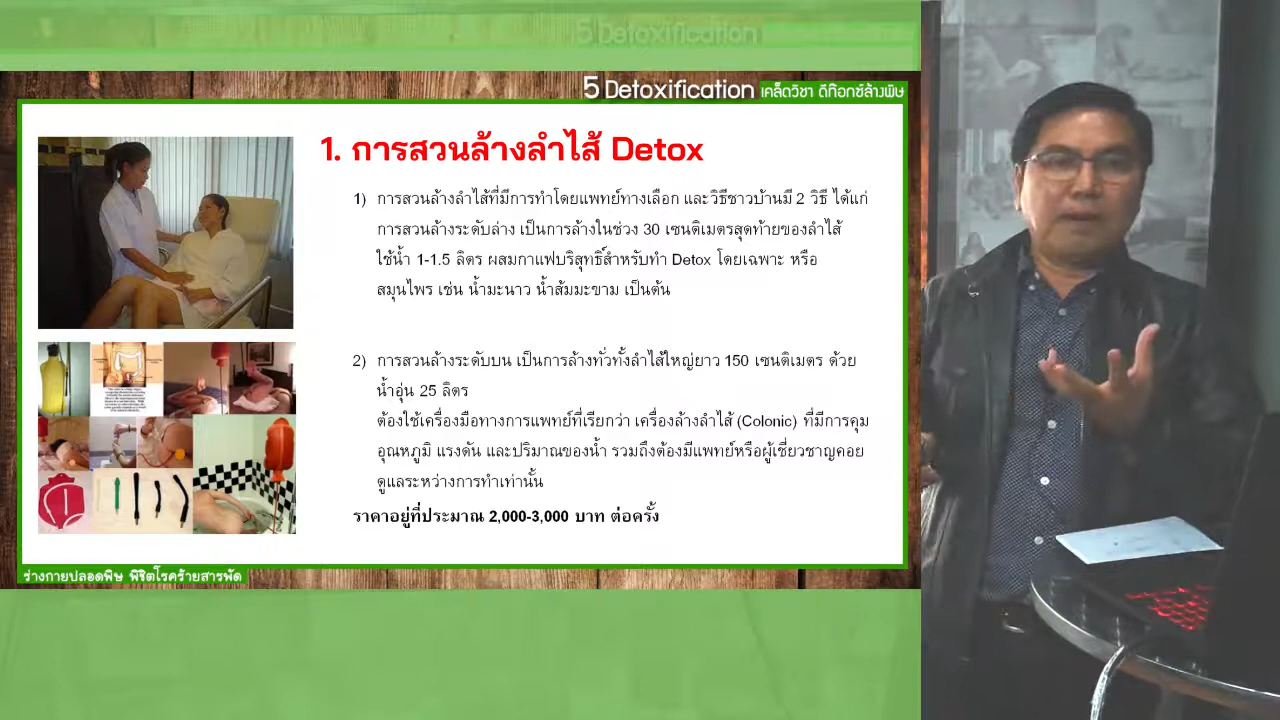 5 Detoxification เคล็ดวิชา ดีท๊อกซ์ล้างพิษ
1. การสวนล้างลำไส้ Detox
1) การสวนล้างลำไส้ที่มีการทำโดยแพทย์ทางเลือก และวิธีชาวบ้านมี 2 วิธี ได้แก่
การสวนล้างระดับล่าง เป็นการล้างในช่วง 30 เซนติเมตรสุดท้ายของลำไส้
ใช้น้ำ 1-1.5 ลิตร ผสมกาแฟบริสุทธิ์สำหรับทำ Detox โดยเฉพาะ หรือ
สมุนไพร เช่น น้ำมะนาว น้ำส้มมะขาม เป็นต้น
2) การสวนล้างระดับบน เป็นการล้างทั่วทั้งลำไส้ใหญ่ยาว 150 เซนติเมตร ด้วย
น้ำอุ่น 25 ลิตร
ต้องใช้เครื่องมือทางการแพทย์ที่เรียกว่า เครื่องล้างลำไส้ (Colonic) ที่มีการคุม
อุณหภูมิ แรงดัน และปริมาณของน้ำ รวมถึงต้องมีแพทย์หรือผู้เชี่ยวชาญคอย
ดูแลระหว่างการทำเท่านั้น
ราคาอยู่ที่ประมาณ 2,000-3,000 บาท ต่อครั้ง
ร่างกายปลอดพิษ พิชิตโรคร้ายสารพัด